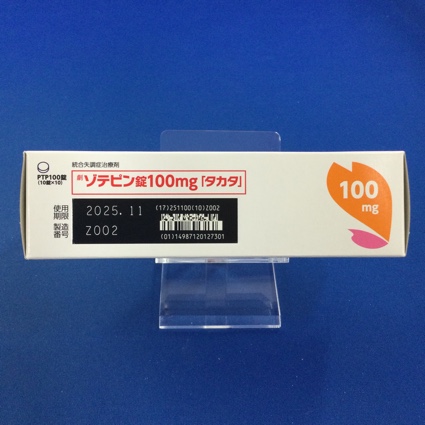 PTP100錠
(10錠×10)
統合失調症治療剤
劇 ゾテピン錠100mg「タカタ」
使用
期限
2025.11
製造
番号
Z002
(17)251100(10)Z002
(01)14987120127301
100
mg